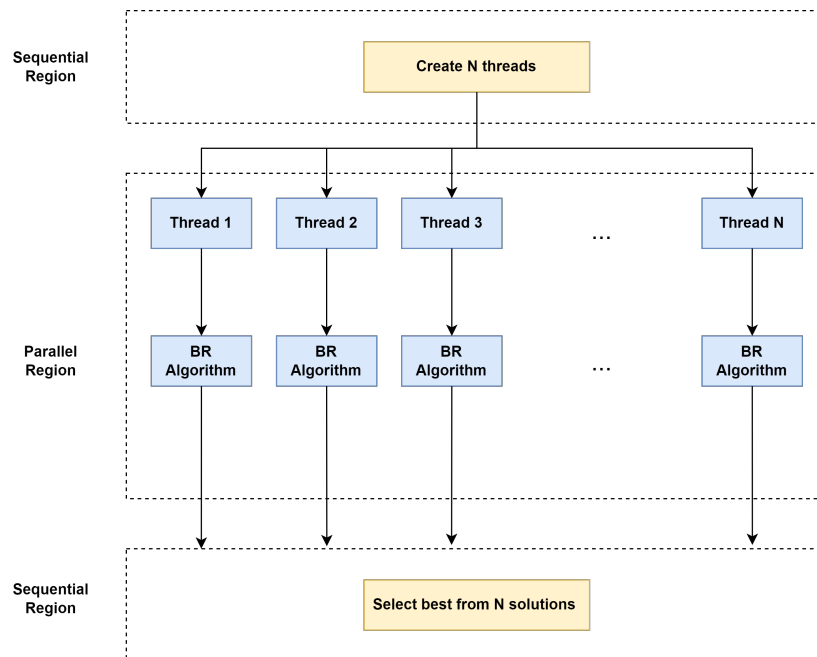 Sequential
Region
Create N threads
Thread 1
Thread 2
Thread 3
...
Thread N
Parallel
Region
BR
Algorithm
BR
Algorithm
BR
Algorithm
...
BR
Algorithm
Sequential
Region
Select best from N solutions